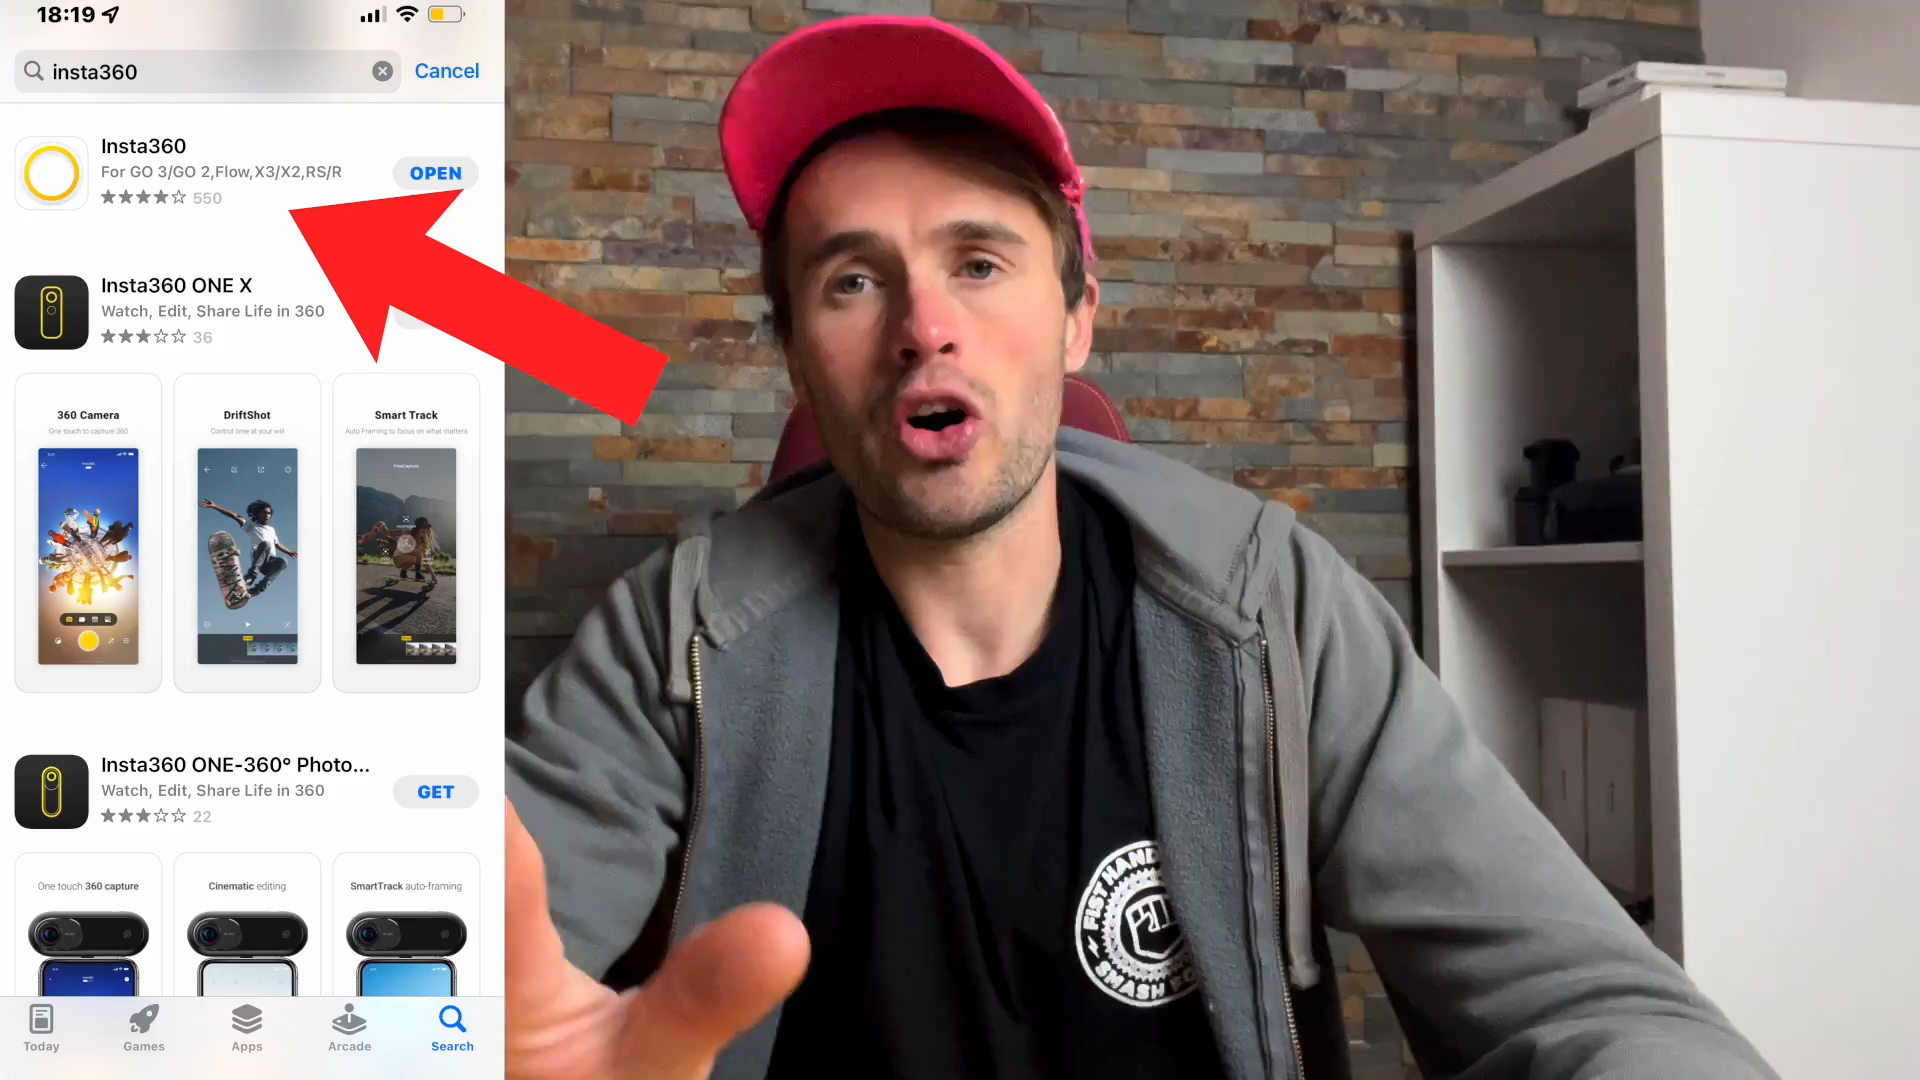 18:19
insta360
Cancel
Insta360
For GO 3/GO 2,Flow,X3/X2,RS/R
OPEN
550
Insta360 ONE X
Watch, Edit, Share Life in 360
36
360 Camera
One touch to capture 360
DriftShot
Control time at your will
Smart Track
Auto Framing to focus on what matters
Insta360 ONE-360° Photo...
Watch, Edit, Share Life in 360
GET
22
One touch 360 capture
Cinematic editing
SmartTrack auto-framing
Today
Games
Apps
Arcade
Search
FIST HAND
SMASH